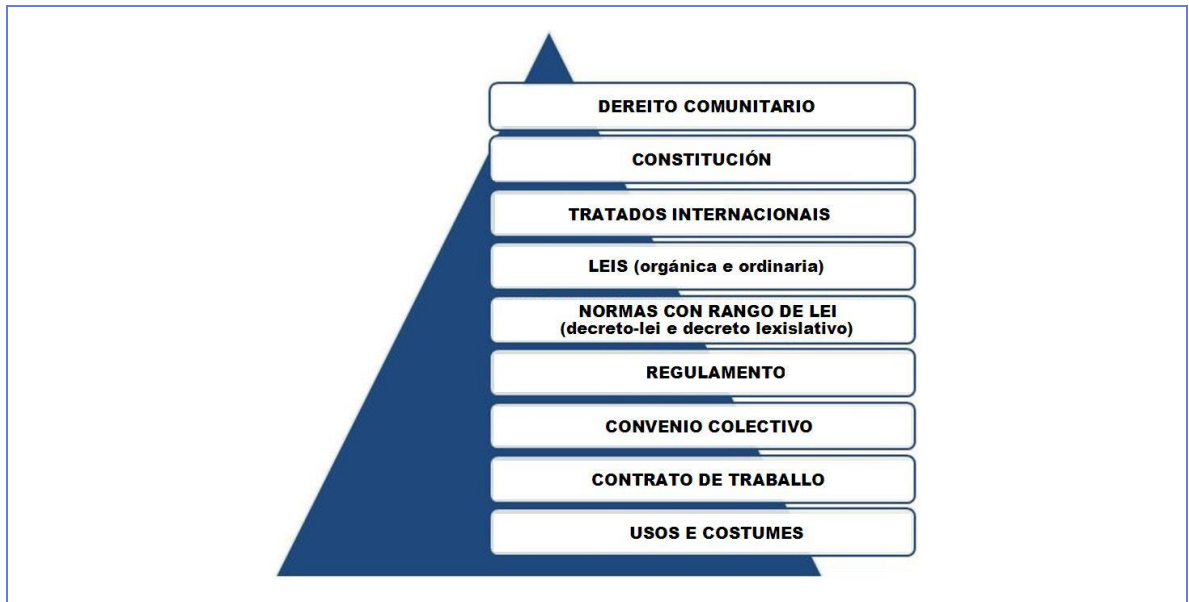 DEREITO COMUNITARIO
CONSTITUCIÓN
TRATADOS INTERNACIONAIS
LEIS (orgánica e ordinaria)
NORMAS CON RANGO DE LEI
(decreto-lei e decreto lexislativo)
REGULAMENTO
CONVENIO COLECTIVO
CONTRATO DE TRABALLO
USOS E COSTUMES